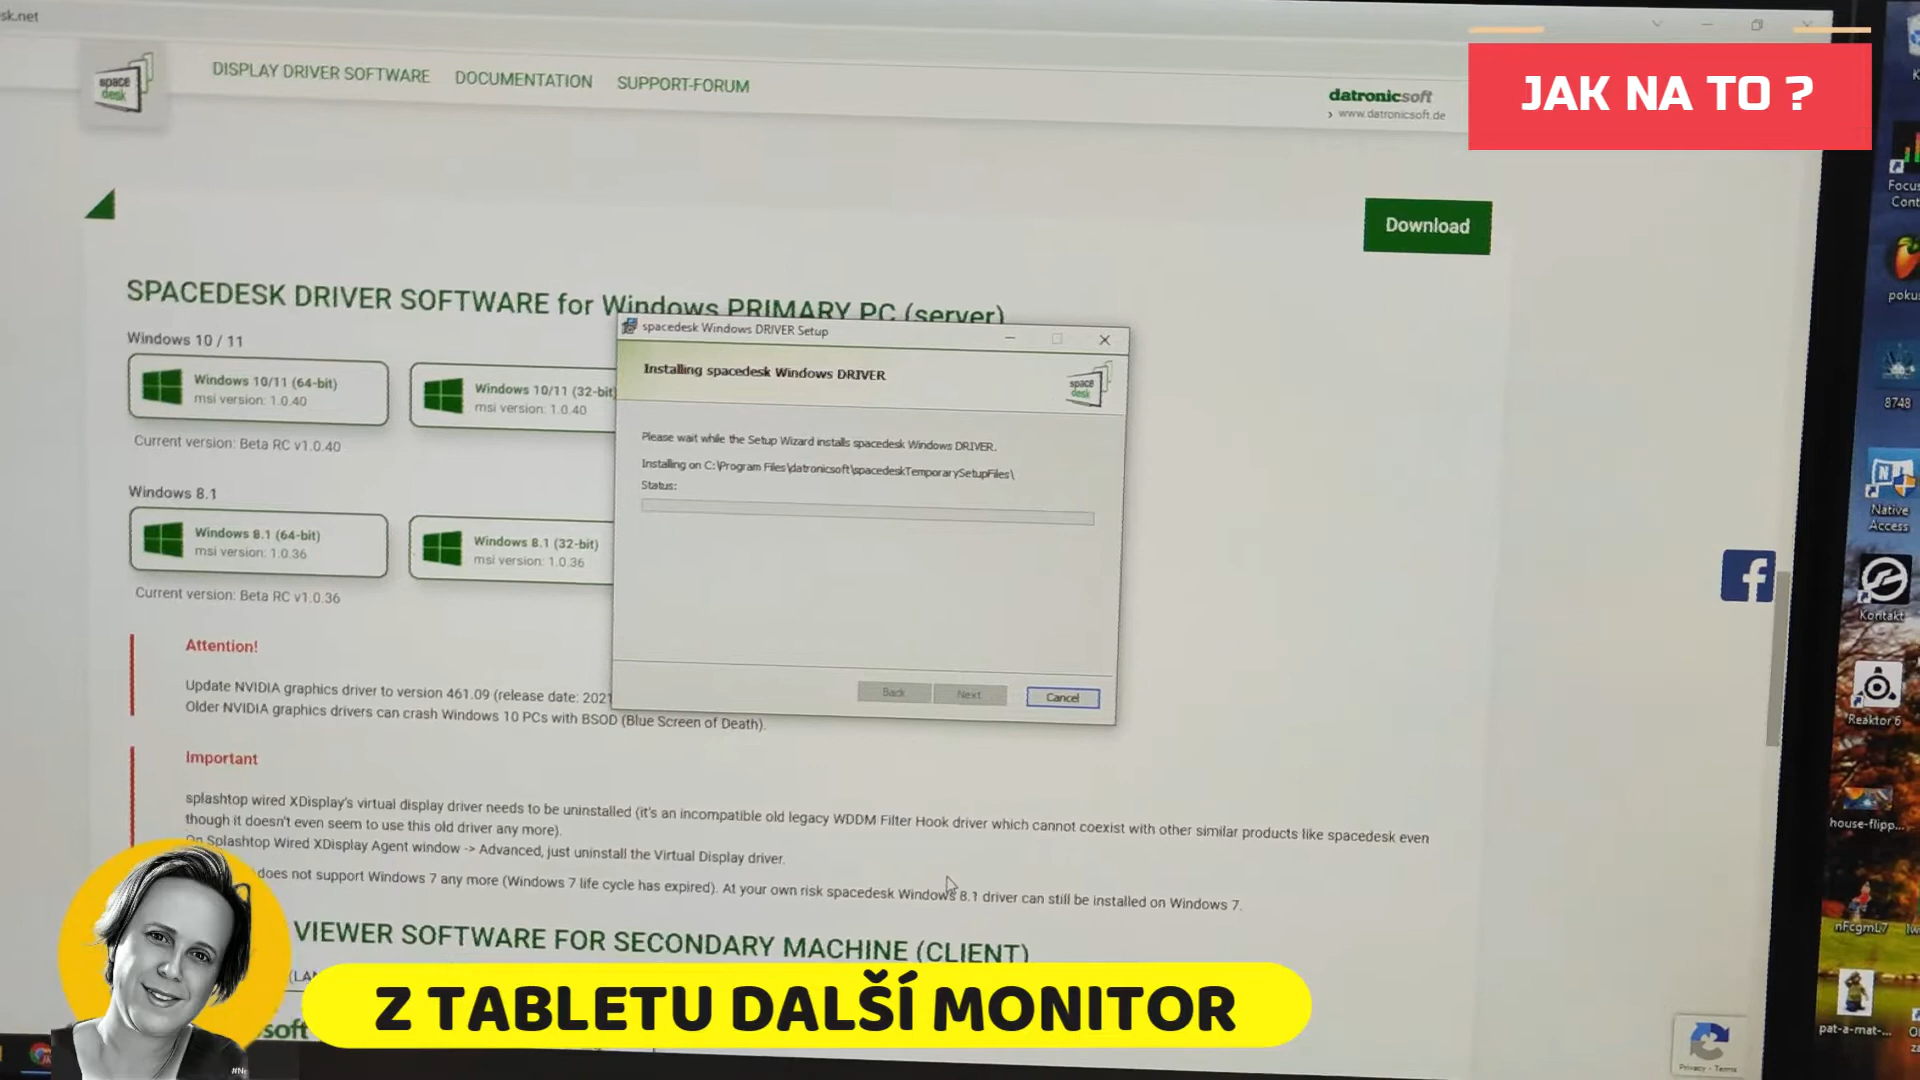 sk.net
space
desk
DISPLAY DRIVER SOFTWARE
DOCUMENTATION
SUPPORT-FORUM
datronicsoft
› www.datronicsoft.de
JAK NA TO ?
Download
SPACEDESK DRIVER SOFTWARE for Windows PRIMARY PC (server)
Windows 10 / 11
Windows 10/11 (64-bit)
msi version: 1.0.40
Windows 10/11 (32-bit)
msi version: 1.0.40
Current version: Beta RC v1.0.40
Windows 8.1
Windows 8.1 (64-bit)
msi version: 1.0.36
Windows 8.1 (32-bit)
msi version: 1.0.36
Current version: Beta RC v1.0.36
spacedesk Windows DRIVER Setup
Installing spacedesk Windows DRIVER
space
desk
Please wait while the Setup Wizard installs spacedesk Windows DRIVER.
Installing on C:\Program Files\datronicsoft\spacedeskTemporarySetupFiles\
Status:
Back
Next
Cancel
Attention!
Update NVIDIA graphics driver to version 461.09 (release date: 2021
Older NVIDIA graphics drivers can crash Windows 10 PCs with BSOD (Blue Screen of Death).
Important
splashtop wired XDisplay's virtual display driver needs to be uninstalled (it's an incompatible old legacy WDDM Filter Hook driver which cannot coexist with other similar products like spacedesk even
though it doesn't even seem to use this old driver any more).
On Splashtop Wired XDisplay Agent window -> Advanced, just uninstall the Virtual Display driver.
does not support Windows 7 any more (Windows 7 life cycle has expired). At your own risk spacedesk Windows 8.1 driver can still be installed on Windows 7.
VIEWER SOFTWARE FOR SECONDARY MACHINE (CLIENT)
(LAN
soft
Z TABLETU DALŠÍ MONITOR
Focus
Cont
poku
8748
Native
Access
Kontakt
Reaktor 6
house-flipp...
nFcgmL7
pat-a-mat-...
Privacy - Terms